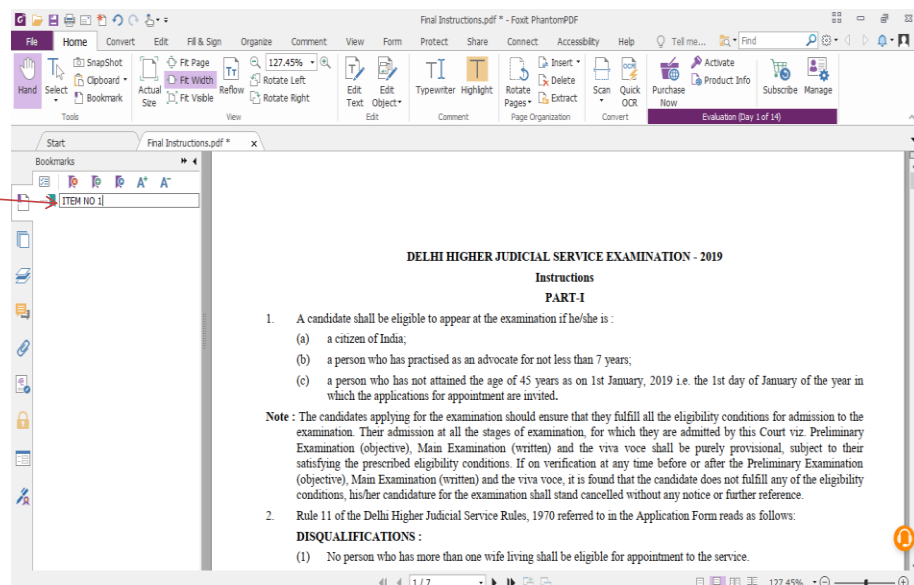 Final Instructions.pdf * - Foxit PhantomPDF
File Home Convert Edit Fill & Sign Organize Comment View Form Protect Share Connect Accessibility Help Tell me... Find
Hand
Select
SnapShot
Clipboard
Bookmark
Actual Size
Fit Page
Fit Width
Fit Visible
Reflow
127.45%
Rotate Left
Rotate Right
Edit Text
Edit Object
Typewriter
Highlight
Rotate Pages
Insert
Delete
Extract
Scan
Quick OCR
Purchase Now
Activate
Product Info
Subscribe
Manage
Tools View Edit Comment Page Organization Convert Evaluation (Day 1 of 14)
Start Final Instructions.pdf * x
Bookmarks
A+ A-
ITEM NO 1
DELHI HIGHER JUDICIAL SERVICE EXAMINATION - 2019
Instructions
PART-I
1. A candidate shall be eligible to appear at the examination if he/she is :
(a) a citizen of India;
(b) a person who has practised as an advocate for not less than 7 years;
(c) a person who has not attained the age of 45 years as on 1st January, 2019 i.e. the 1st day of January of the year in
which the applications for appointment are invited.
Note : The candidates applying for the examination should ensure that they fulfill all the eligibility conditions for admission to the
examination. Their admission at all the stages of examination, for which they are admitted by this Court viz. Preliminary
Examination (objective), Main Examination (written) and the viva voce shall be purely provisional, subject to their
satisfying the prescribed eligibility conditions. If on verification at any time before or after the Preliminary Examination
(objective), Main Examination (written) and the viva voce, it is found that the candidate does not fulfill any of the eligibility
conditions, his/her candidature for the examination shall stand cancelled without any notice or further reference.
2. Rule 11 of the Delhi Higher Judicial Service Rules, 1970 referred to in the Application Form reads as follows:
DISQUALIFICATIONS :
(1) No person who has more than one wife living shall be eligible for appointment to the service.
1 / 7 127.45%